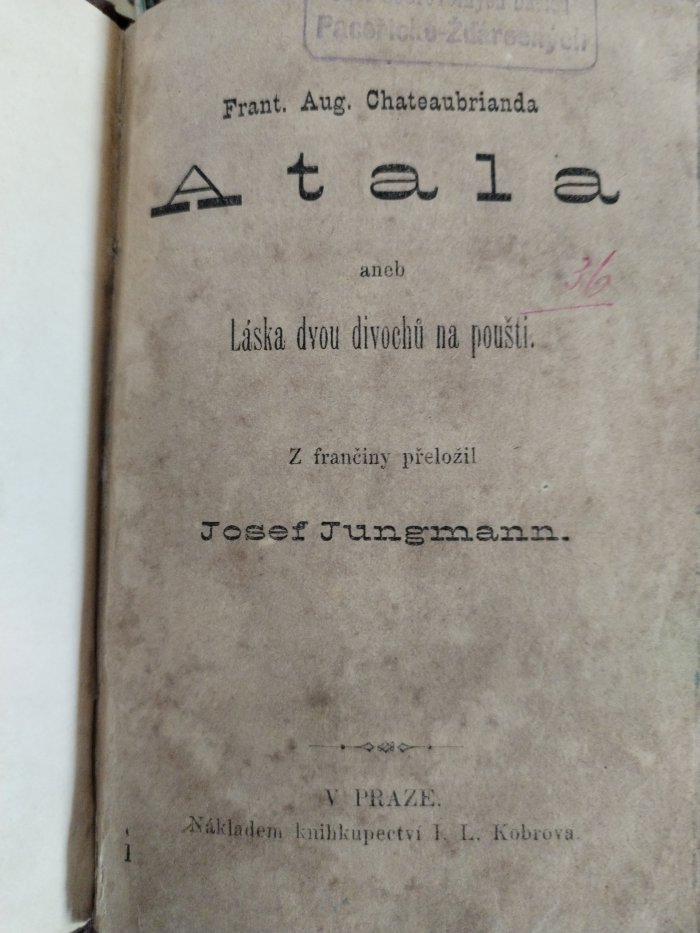 Pacořicko-Žďárecných
Frant. Aug. Chateaubrianda
Atala
aneb
36
Láska dvou divochů na poušti.
Z frančiny přeložil
Josef Jungmann.
V PRAZE.
Nákladem knihkupectví I. L. Kobrova.